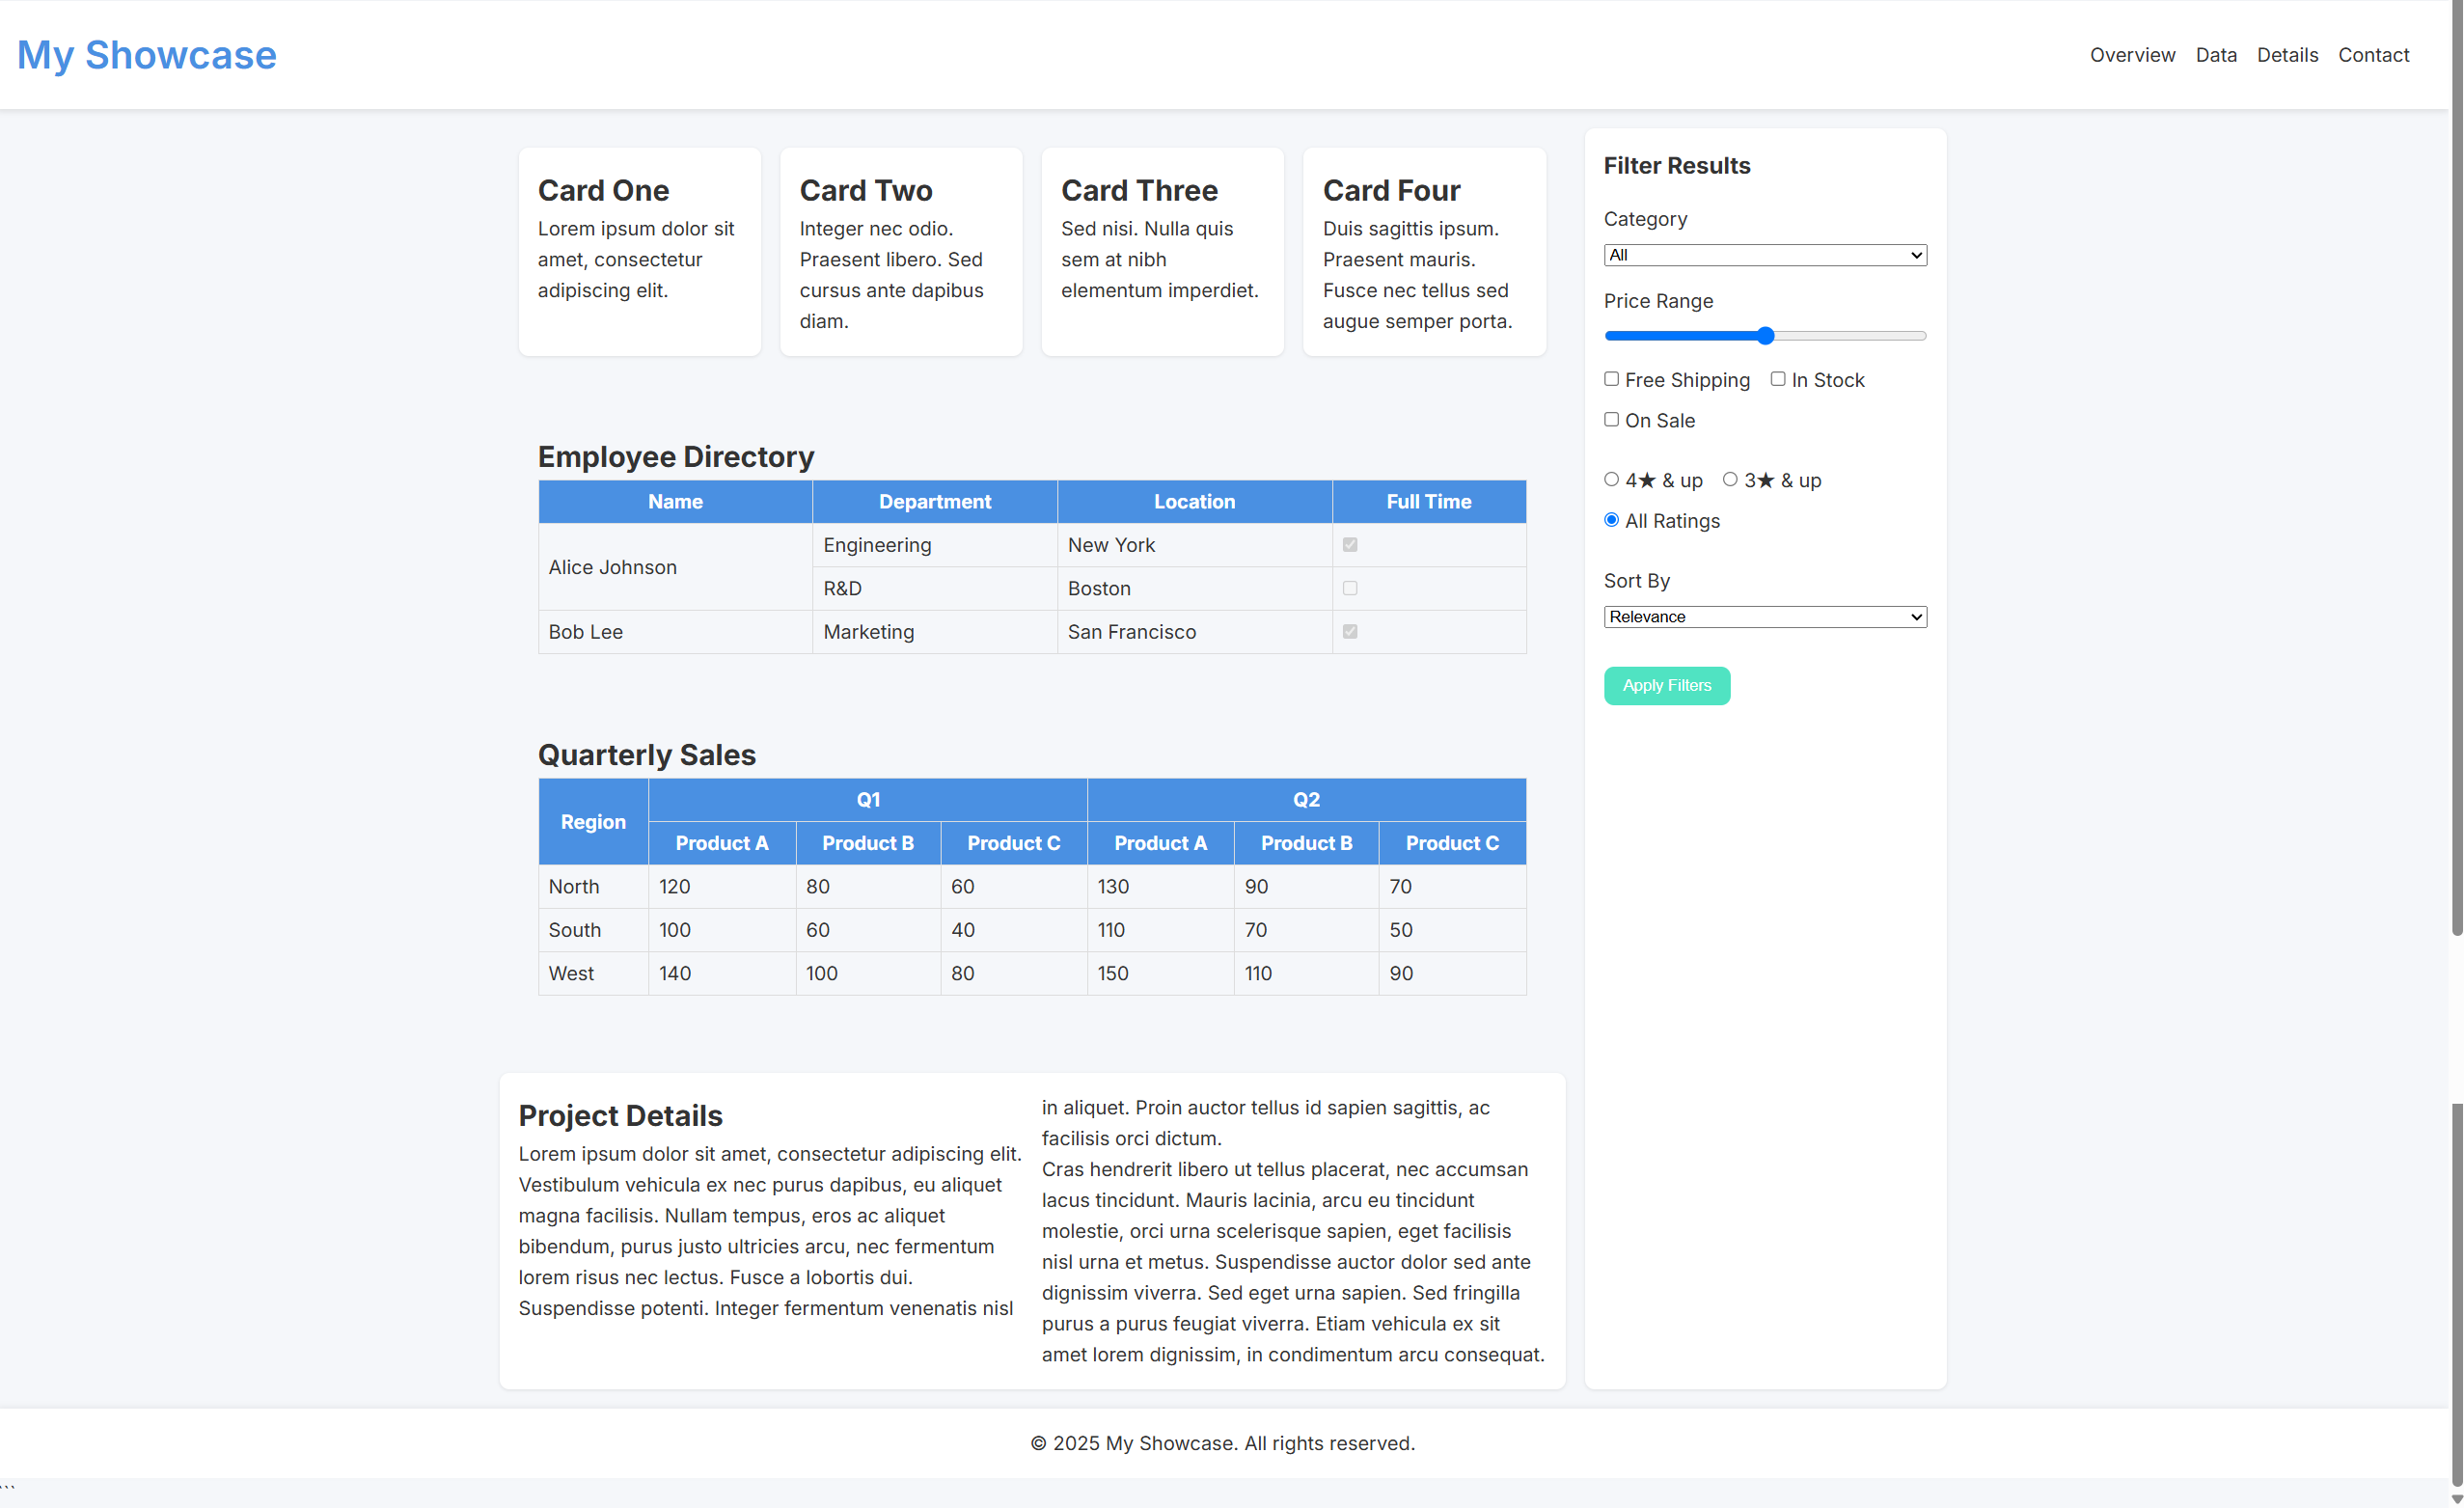 My Showcase
Overview Data Details Contact
Card One
Lorem ipsum dolor sit
amet, consectetur
adipiscing elit.
Card Two
Integer nec odio.
Praesent libero. Sed
cursus ante dapibus
diam.
Card Three
Sed nisi. Nulla quis
sem at nibh
elementum imperdiet.
Card Four
Duis sagittis ipsum.
Praesent mauris.
Fusce nec tellus sed
augue semper porta.
Employee Directory
Name Department Location Full Time
Alice Johnson
Engineering New York
R&D Boston
Bob Lee Marketing San Francisco
Quarterly Sales
Region
Q1 Q2
Product A Product B Product C Product A Product B Product C
North 120 80 60 130 90 70
South 100 60 40 110 70 50
West 140 100 80 150 110 90
Project Details
Lorem ipsum dolor sit amet, consectetur adipiscing elit.
Vestibulum vehicula ex nec purus dapibus, eu aliquet
magna facilisis. Nullam tempus, eros ac aliquet
bibendum, purus justo ultricies arcu, nec fermentum
lorem risus nec lectus. Fusce a lobortis dui.
Suspendisse potenti. Integer fermentum venenatis nisl
in aliquet. Proin auctor tellus id sapien sagittis, ac
facilisis orci dictum.
Cras hendrerit libero ut tellus placerat, nec accumsan
lacus tincidunt. Mauris lacinia, arcu eu tincidunt
molestie, orci urna scelerisque sapien, eget facilisis
nisl urna et metus. Suspendisse auctor dolor sed ante
dignissim viverra. Sed eget urna sapien. Sed fringilla
purus a purus feugiat viverra. Etiam vehicula ex sit
amet lorem dignissim, in condimentum arcu consequat.
Filter Results
Category
All
Price Range
Free Shipping In Stock
On Sale
4★ & up 3★ & up
All Ratings
Sort By
Relevance
Apply Filters
© 2025 My Showcase. All rights reserved.
```